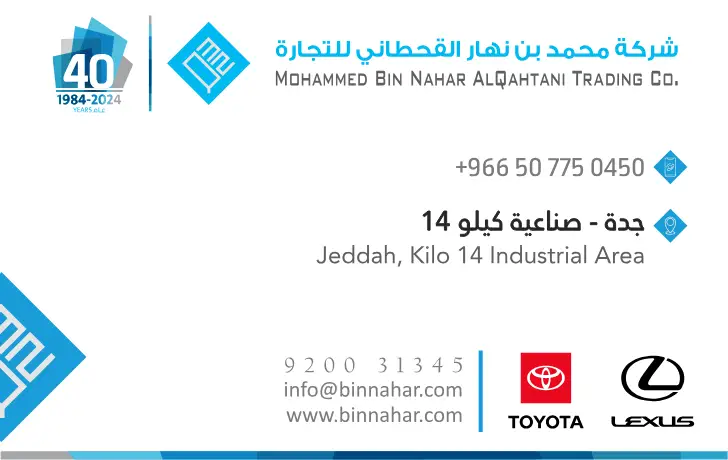 40
1984-2024
YEARS عام
شركة محمد بن نهار القحطاني للتجارة
MOHAMMED BIN NAHAR ALQAHTANI TRADING CO.
+966 50 775 0450
جدة - صناعية كيلو 14
Jeddah, Kilo 14 Industrial Area
9200 31345
info@binnahar.com
www.binnahar.com
TOYOTA
LEXUS